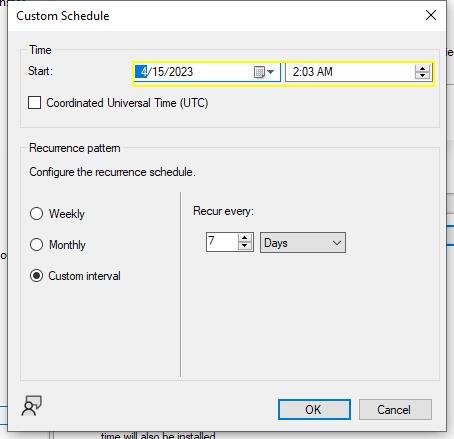 Custom Schedule
Time
Start:
4/15/2023
2:03 AM
Coordinated Universal Time (UTC)
Recurrence pattern
Configure the recurrence schedule.
Weekly
Monthly
Custom interval
Recur every:
7
Days
OK
Cancel
time will also be installed